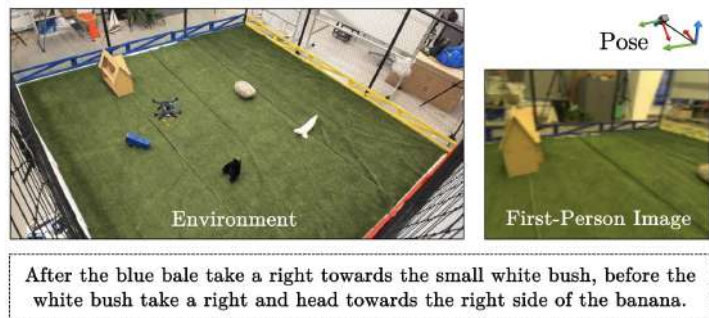 Pose
Environment
First-Person Image
After the blue bale take a right towards the small white bush, before the
white bush take a right and head towards the right side of the banana.